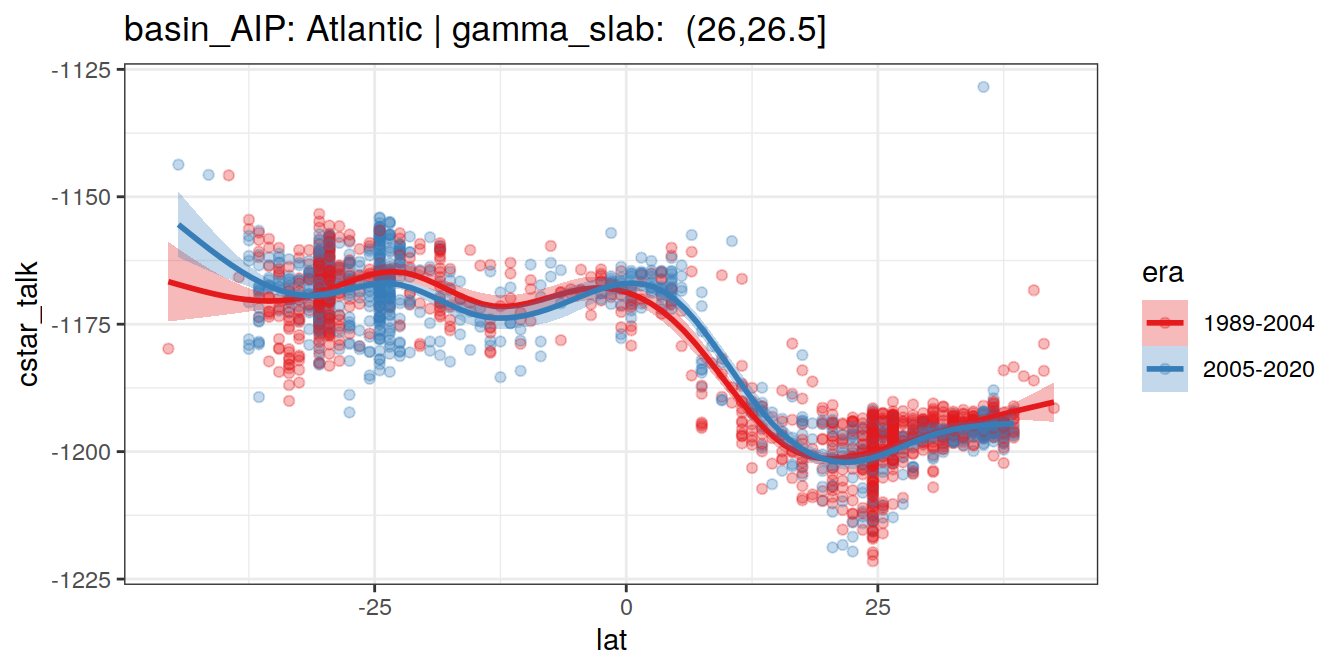 basin_AIP: Atlantic | gamma_slab:  (26,26.5]
-1125
-1150
-1175
-1200
-1225
cstar_talk
-25
0
25
lat
era
1989-2004
2005-2020